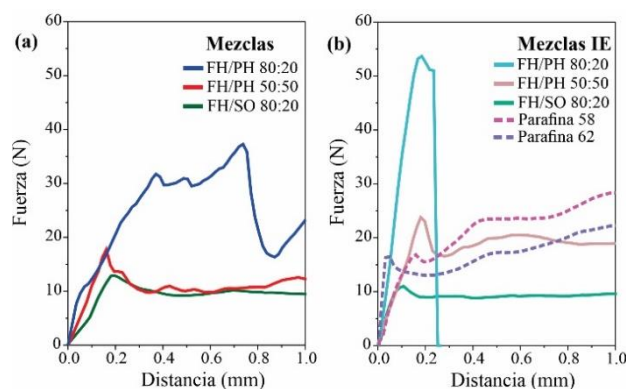 (a)
Mezclas
FH/PH 80:20
FH/PH 50:50
FH/SO 80:20
Fuerza (N)
60
50
40
30
20
10
0
0.0 0.2 0.4 0.6 0.8 1.0
Distancia (mm)
(b)
Mezclas IE
FH/PH 80:20
FH/PH 50:50
FH/SO 80:20
Parafina 58
Parafina 62
Fuerza (N)
60
50
40
30
20
10
0
0.0 0.2 0.4 0.6 0.8 1.0
Distancia (mm)